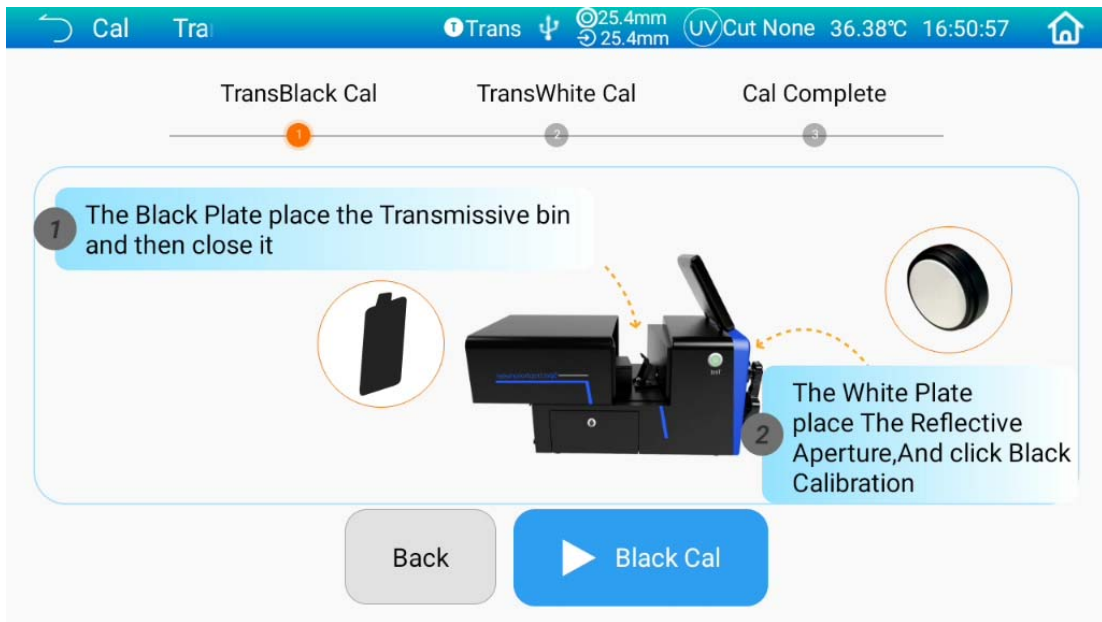 Cal Tra
T Trans 25.4mm UV Cut None 36.38℃ 16:50:57
25.4mm
TransBlack Cal TransWhite Cal Cal Complete
1 2 3
1 The Black Plate place the Transmissive bin
and then close it
The White Plate
2 place The Reflective
Aperture,And click Black
Calibration
Back Black Cal